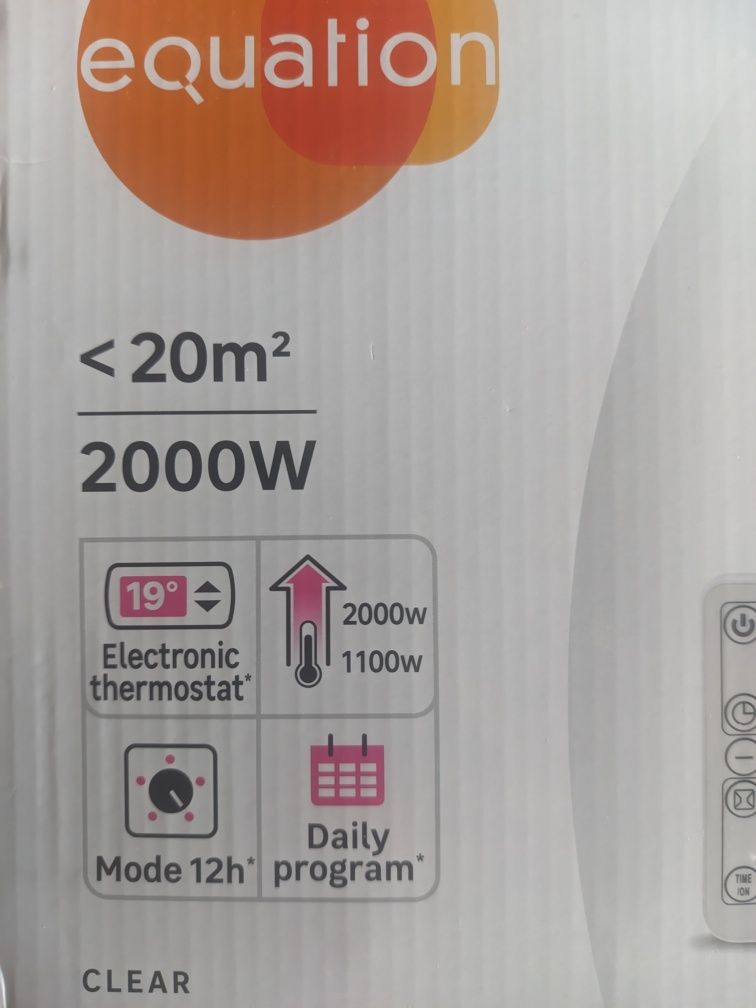 equation
< 20m²
2000W
19°
Electronic
thermostat*
2000w
1100w
Mode 12h*
Daily
program*
CLEAR
TIME
/ON